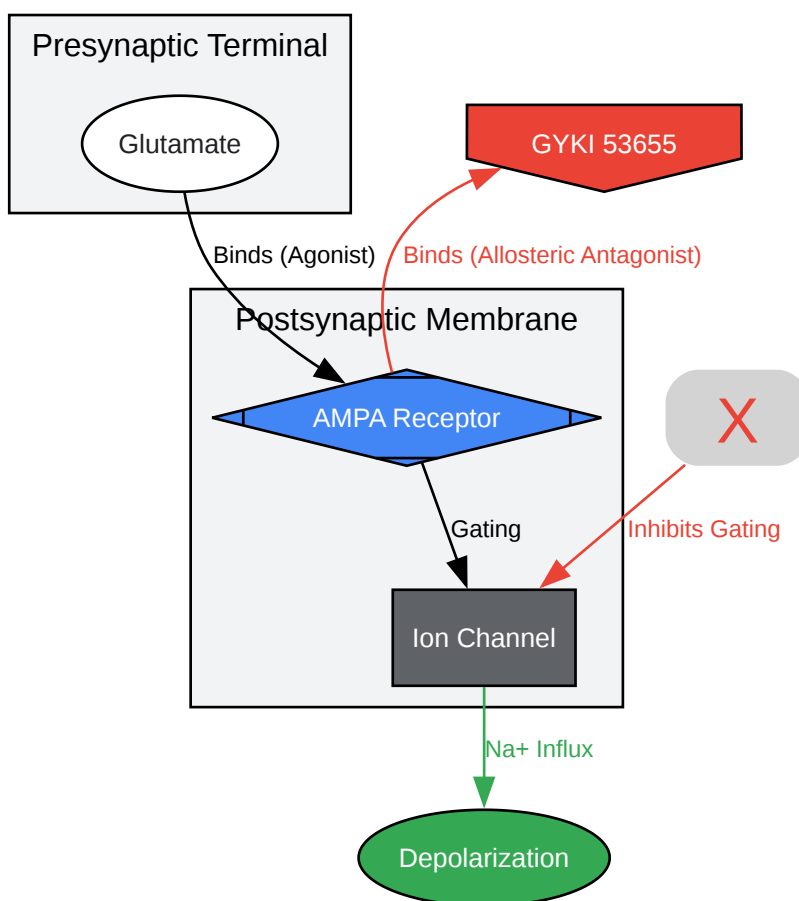 Presynaptic Terminal
Glutamate
GYKI 53655
Binds (Agonist)
Binds (Allosteric Antagonist)
Postsynaptic Membrane
AMPA Receptor
X
Gating
Inhibits Gating
Ion Channel
Na+ Influx
Depolarization